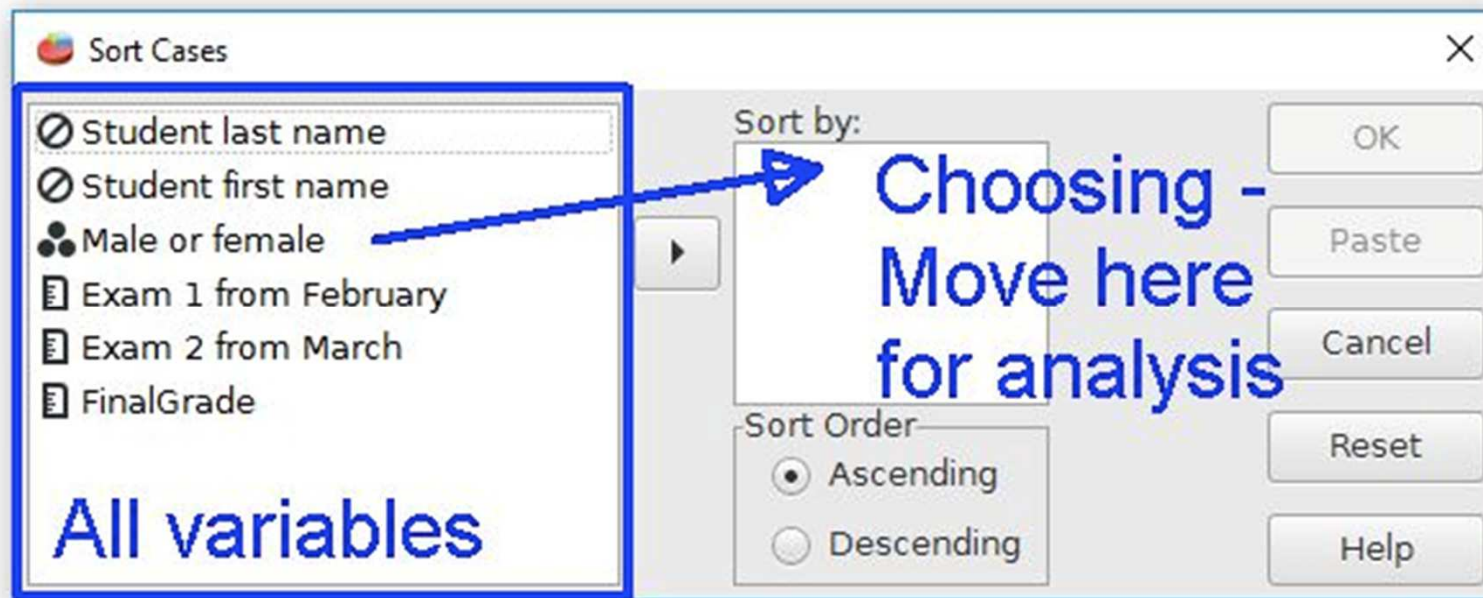 Sort Cases
Student last name
Student first name
Male or female
Exam 1 from February
Exam 2 from March
FinalGrade
All variables
Sort by:
Choosing -
Move here
for analysis
Sort Order
Ascending
Descending
OK
Paste
Cancel
Reset
Help